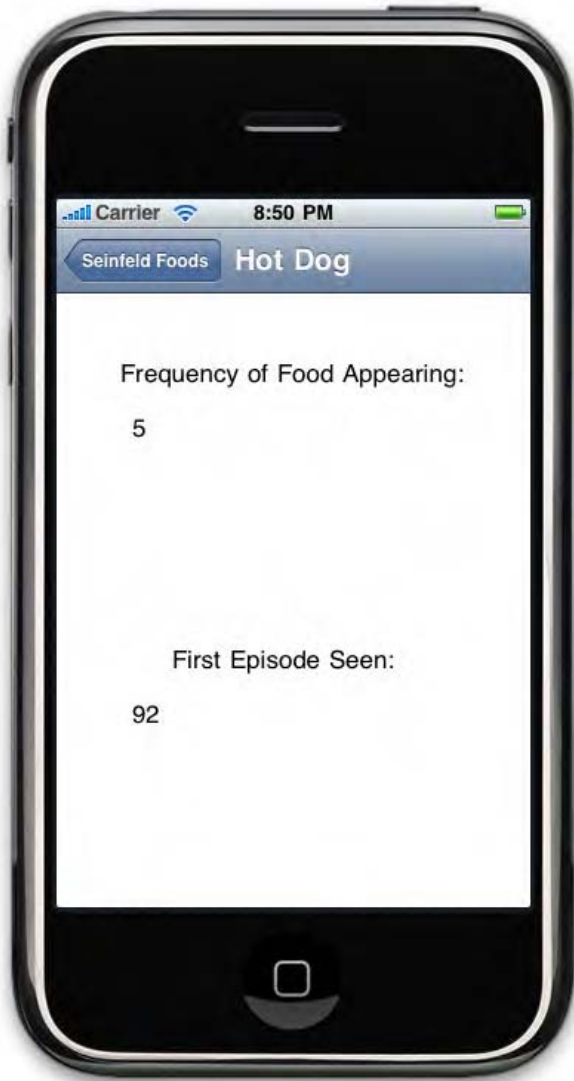 Carrier 8:50 PM
Seinfeld Foods Hot Dog
Frequency of Food Appearing:
5
First Episode Seen:
92